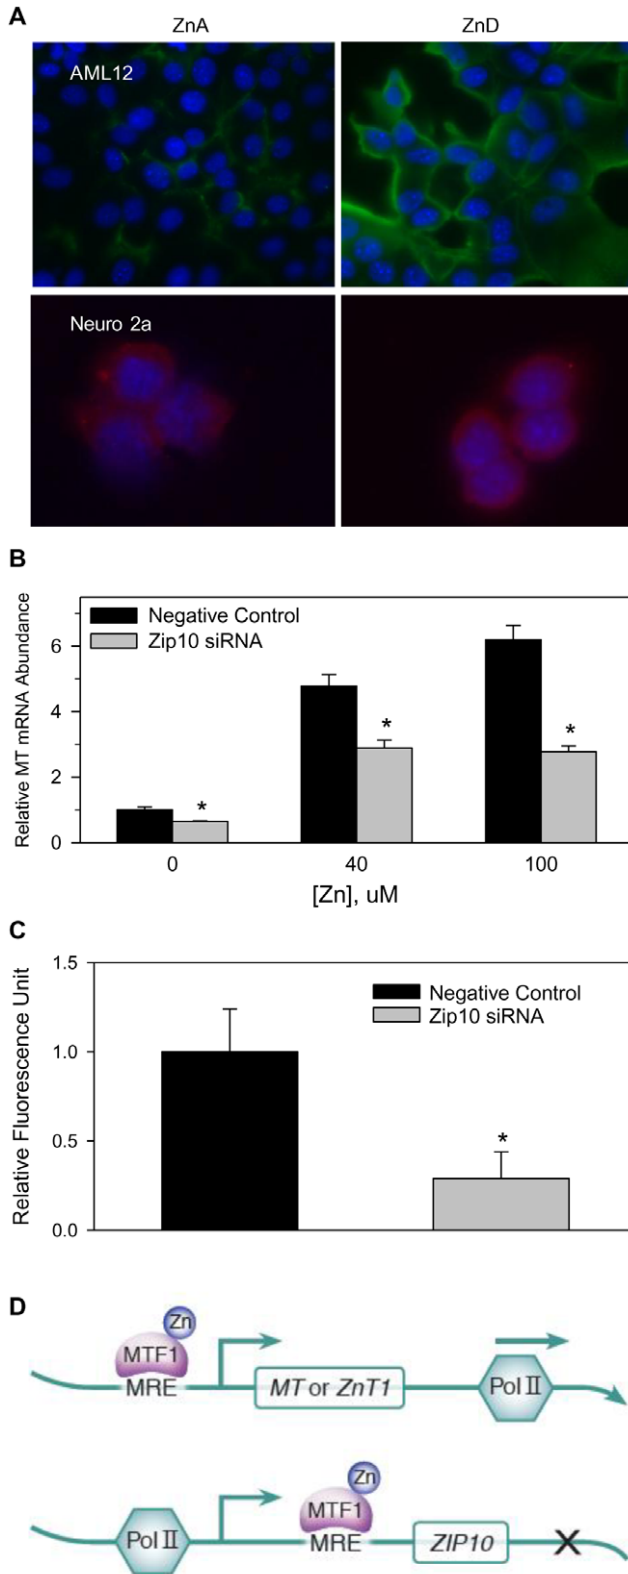 A
ZnA ZnD
AML12
Neuro 2a
B
Relative MT mRNA Abundance
Negative Control
Zip10 siRNA
6
4
2
0
*
*
*
0 40 100
[Zn], uM
C
Relative Fluorescence Unit
1.5
1.0
0.5
0.0
Negative Control
Zip10 siRNA
*
D
Zn
MTF1
MRE
MT or ZnT1
Pol II
Zn
Pol II
MTF1
MRE
ZIP10
X